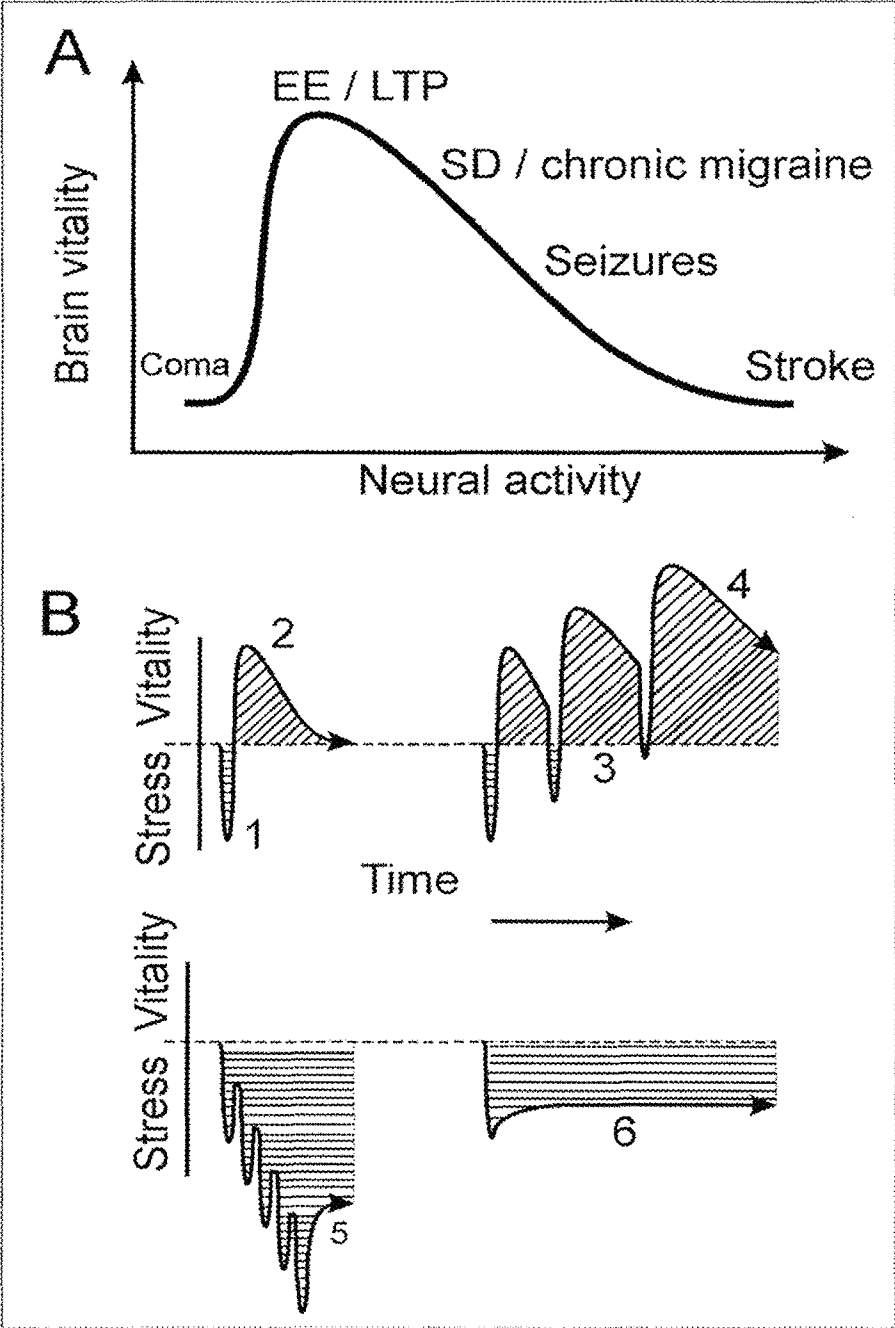 A
EE / LTP
SD / chronic migraine
Seizures
Coma
Stroke
Brain vitality
Neural activity
B
Vitality
Stress
2
1
4
3
Time
Vitality
Stress
5
6